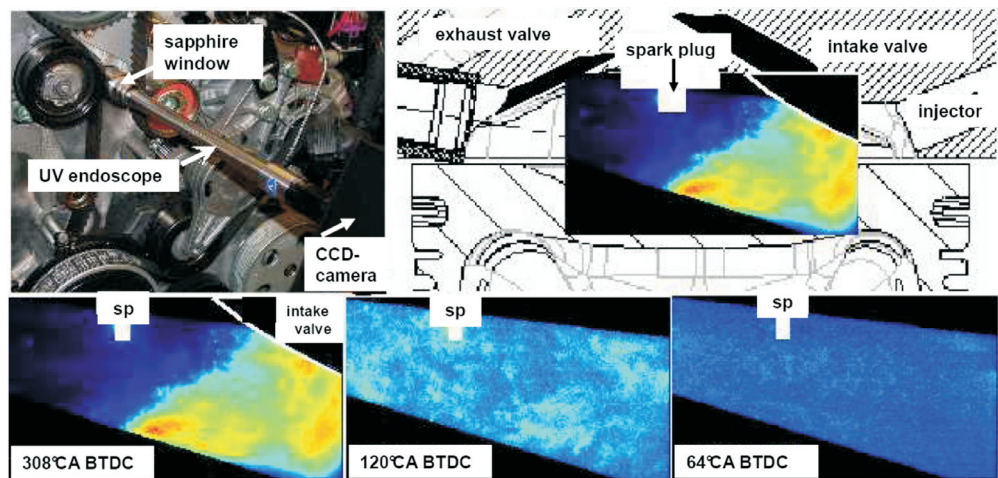 sapphire
window
UV endoscope
CCD-
camera
exhaust valve
spark plug
intake valve
injector
sp
intake
valve
308°CA BTDC
sp
120°CA BTDC
sp
64°CA BTDC